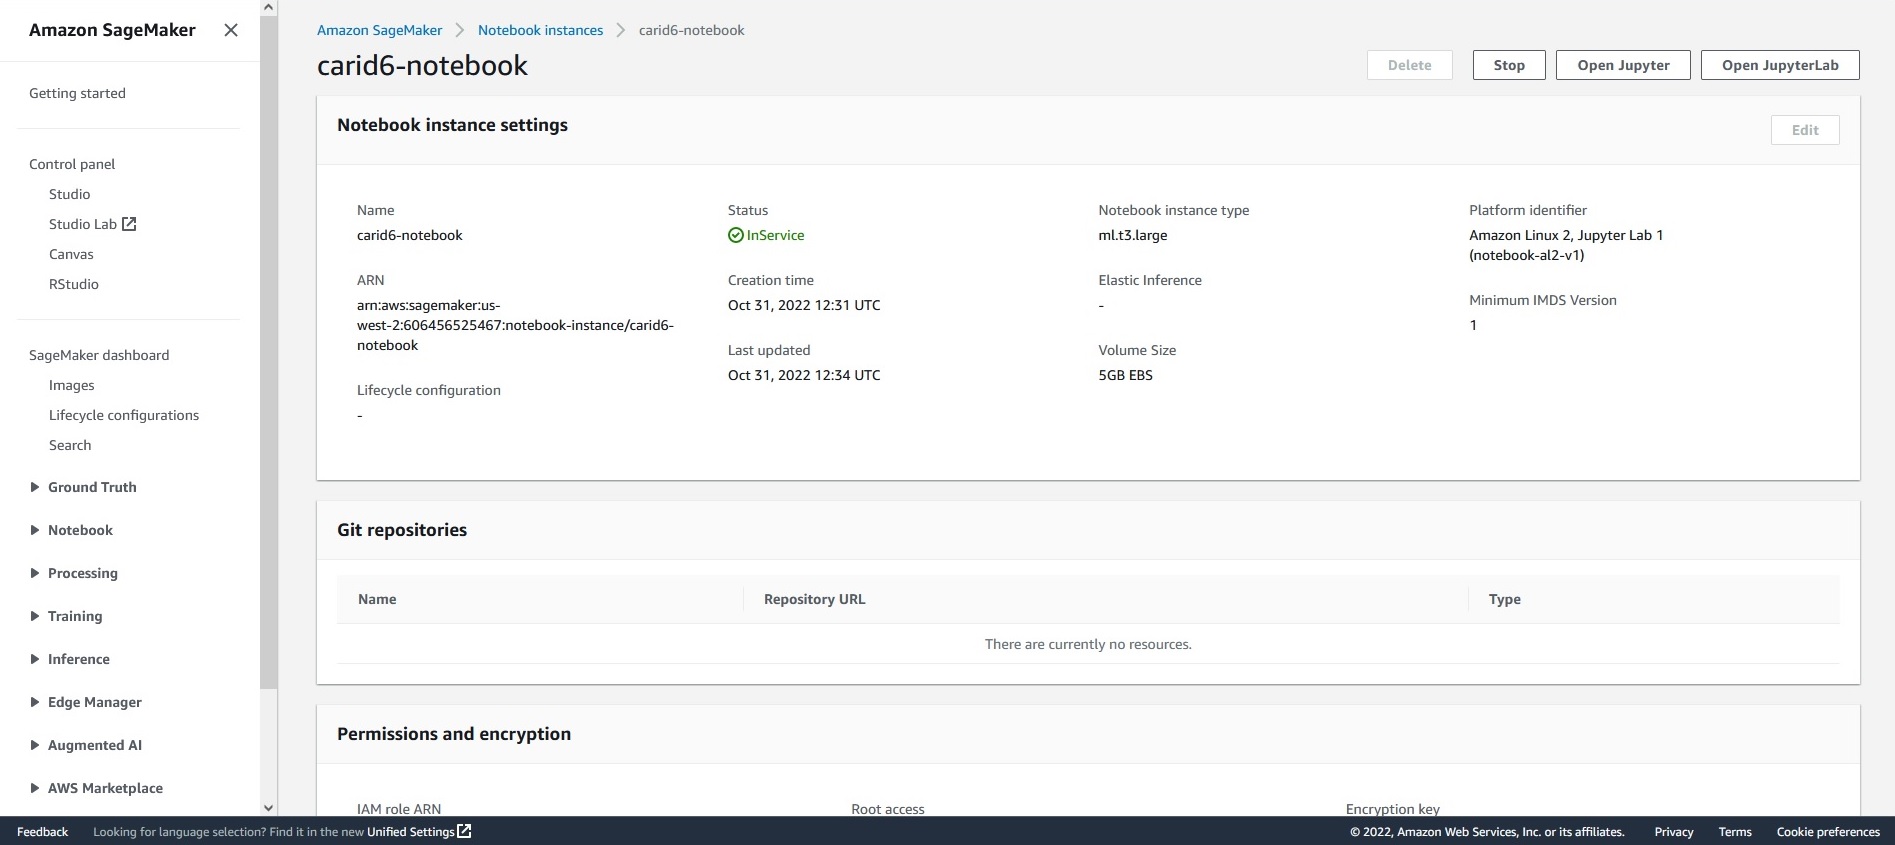 Amazon SageMaker
Getting started
Control panel
Studio
Studio Lab
Canvas
RStudio
SageMaker dashboard
Images
Lifecycle configurations
Search
Ground Truth
Notebook
Processing
Training
Inference
Edge Manager
Augmented AI
AWS Marketplace
Amazon SageMaker
Notebook instances
carid6-notebook
carid6-notebook
Delete
Stop
Open Jupyter
Open JupyterLab
Notebook instance settings
Edit
Name
carid6-notebook
ARN
arn:aws:sagemaker:us-
west-2:606456525467:notebook-instance/carid6-
notebook
Lifecycle configuration
-
Status
InService
Creation time
Oct 31, 2022 12:31 UTC
Last updated
Oct 31, 2022 12:34 UTC
Notebook instance type
ml.t3.large
Elastic Inference
-
Volume Size
5GB EBS
Platform identifier
Amazon Linux 2, Jupyter Lab 1
(notebook-al2-v1)
Minimum IMDS Version
1
Git repositories
Name
Repository URL
Type
There are currently no resources.
Permissions and encryption
IAM role ARN
Root access
Encryption key
Feedback
Looking for language selection? Find it in the new Unified Settings
© 2022, Amazon Web Services, Inc. or its affiliates.
Privacy
Terms
Cookie preferences